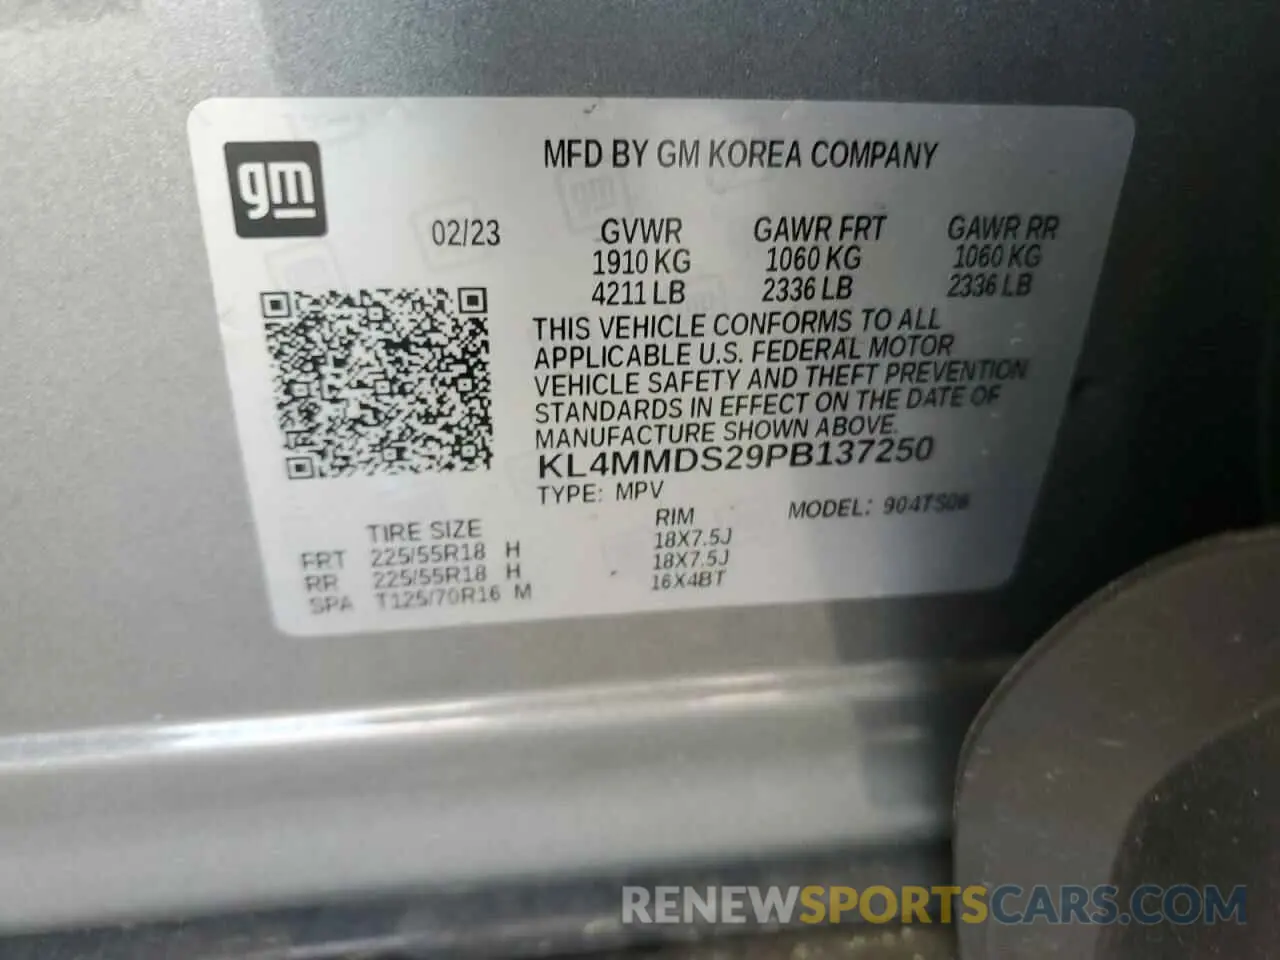 gm
MFD BY GM KOREA COMPANY
02/23
GVWR GAWR FRT GAWR RR
1910 KG 1060 KG 1060 KG
4211 LB 2336 LB 2336 LB
THIS VEHICLE CONFORMS TO ALL
APPLICABLE U.S. FEDERAL MOTOR
VEHICLE SAFETY AND THEFT PREVENTION
STANDARDS IN EFFECT ON THE DATE OF
MANUFACTURE SHOWN ABOVE.
KL4MMDS29PB137250
TYPE: MPV
MODEL: 904TS06
TIRE SIZE RIM
FRT 225/55R18 H 18X7.5J
RR 225/55R18 H 18X7.5J
SPA T125/70R16 M 16X4BT
RENEWSPORTSCARS.COM